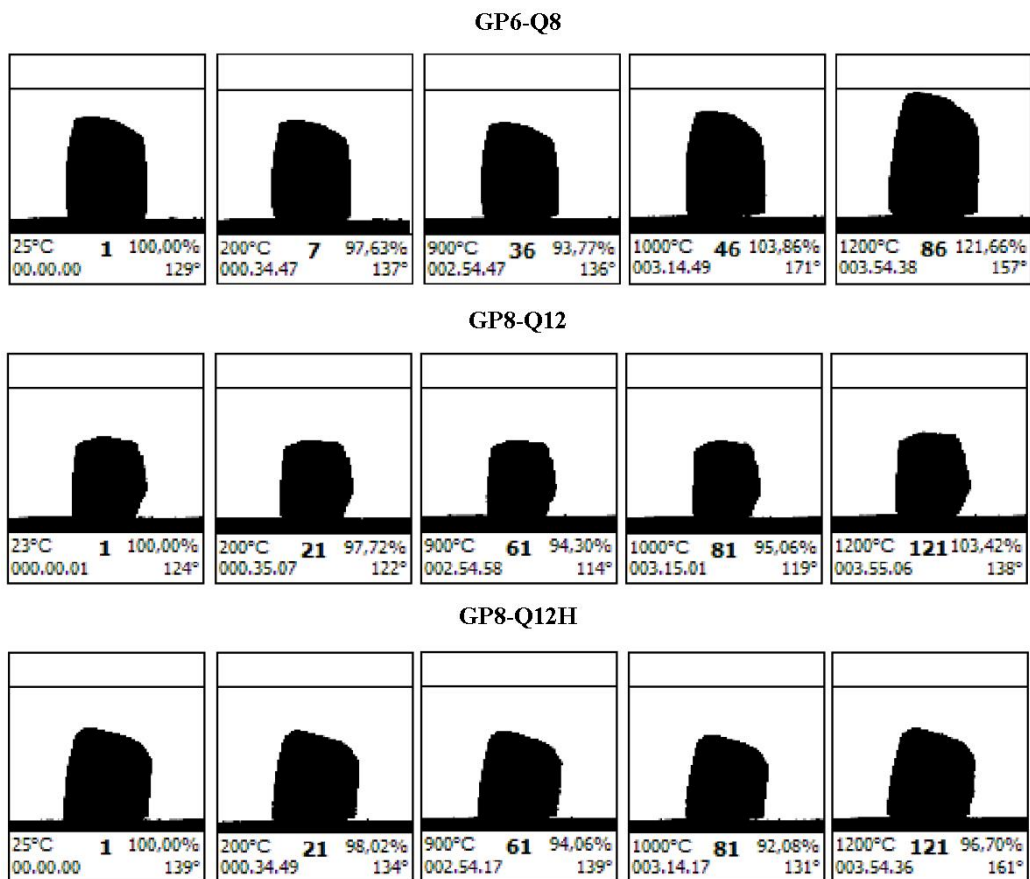 GP6-Q8
25°C 1 100,00%
00.00.00 129°
200°C 7 97,63%
000.34.47 137°
900°C 36 93,77%
002.54.47 136°
1000°C 46 103,86%
003.14.49 171°
1200°C 86 121,66%
003.54.38 157°
GP8-Q12
23°C 1 100,00%
000.00.01 124°
200°C 21 97,72%
000.35.07 122°
900°C 61 94,30%
002.54.58 114°
1000°C 81 95,06%
003.15.01 119°
1200°C 121 103,42%
003.55.06 138°
GP8-Q12H
25°C 1 100,00%
00.00.00 139°
200°C 21 98,02%
000.34.49 134°
900°C 61 94,06%
002.54.17 139°
1000°C 81 92,08%
003.14.17 131°
1200°C 121 96,70%
003.54.36 161°